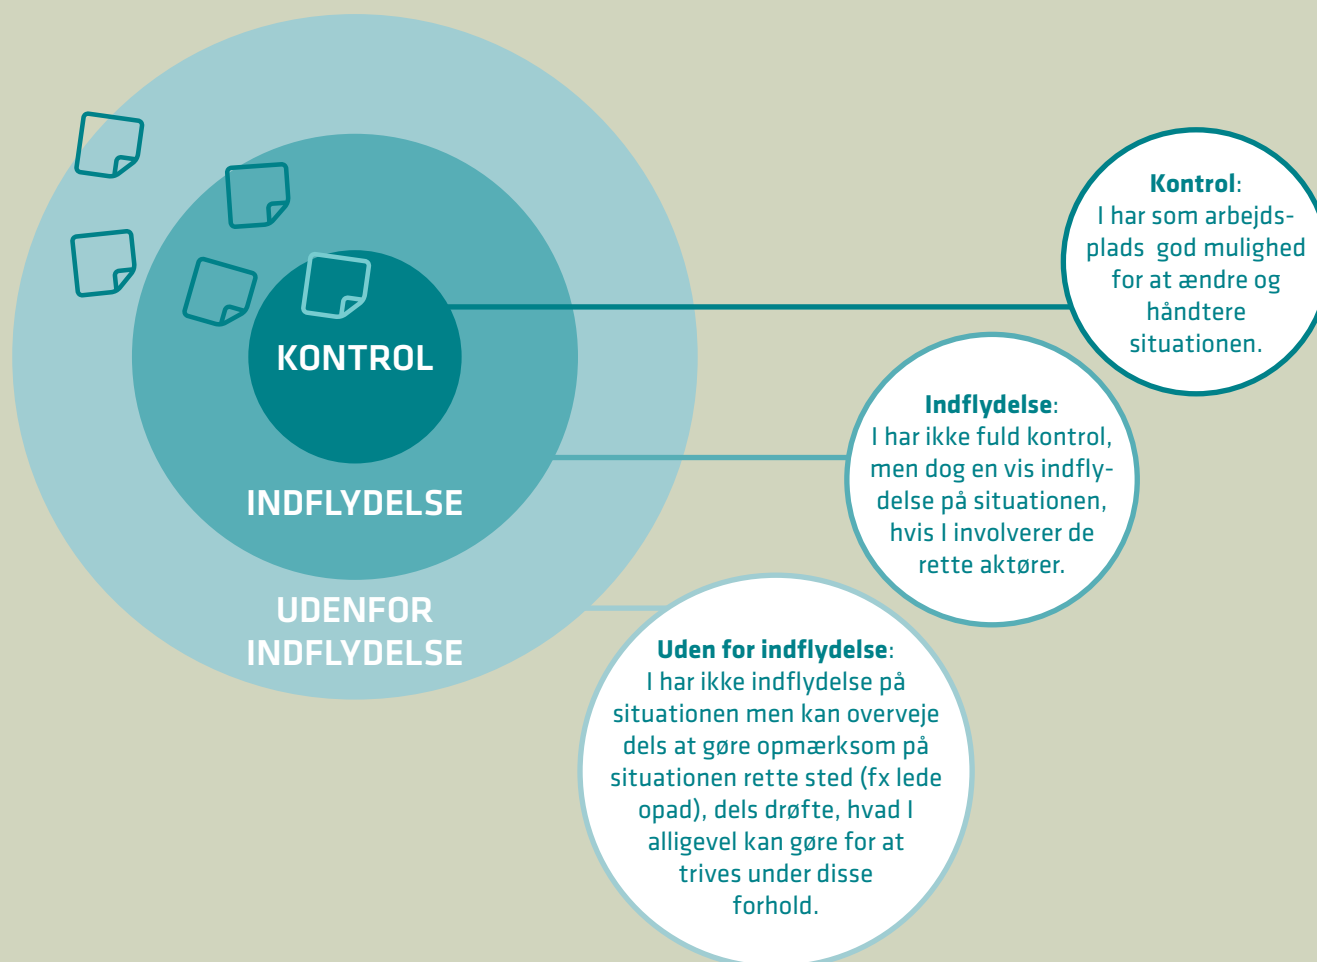 KONTROL
INDFLYDELSE
UDENFOR
INDFLYDELSE
Kontrol:
I har som arbejds-
plads god mulighed
for at ændre og
håndtere
situationen.
Indflydelse:
I har ikke fuld kontrol,
men dog en vis indfly-
delse på situationen,
hvis I involverer de
rette aktører.
Uden for indflydelse:
I har ikke indflydelse på
situationen men kan overveje
dels at gøre opmærksom på
situationen rette sted (fx lede
opad), dels drøfte, hvad I
alligevel kan gøre for at
trives under disse
forhold.